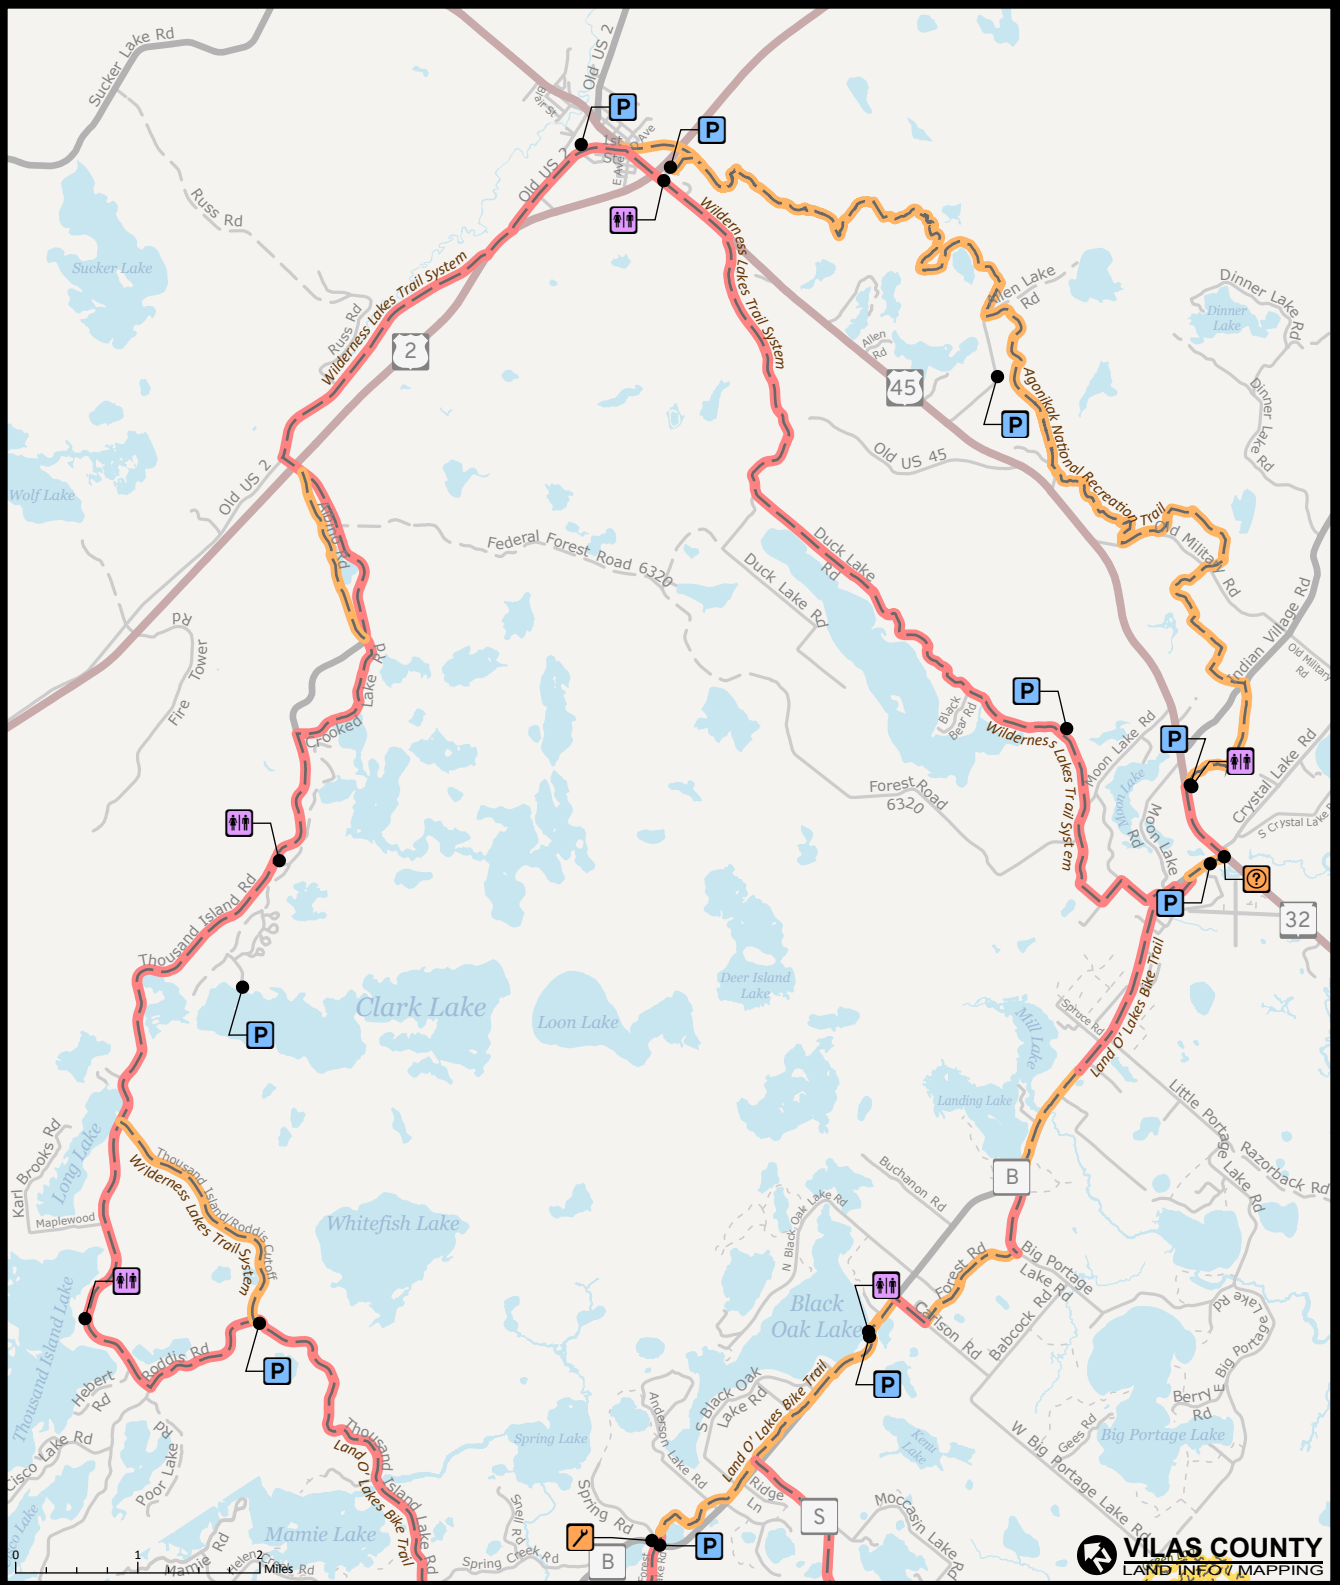 Sucker Lake Rd
Old US 2
P
P
1st
St
E Ave
Ave
Old US 2
Russ Rd
Sucker Lake
Wilderness Lakes Trail System
Russ Rd
2
Wilderness Lakes Trail System
Allen Lake
Rd
Dinner Lake Rd
Dinner
Lake
Allen
Rd
45
P
Agonikak National Recreation Trail
Dinner Lake Rd
Old US 45
Old US 2
Wolf Lake
Federal Forest Road 6320
Duck Lake
Rd
Duck Lake Rd
Old Military Rd
Indian Village Rd
Old Military
Rd
Fire Tower Rd
Crooked Lake Rd
P
Black
Bear Rd
Wilderness Lakes Trail System
Moon Lake Rd
Moon Lake
Moon Lake
Rd
P
Crystal Lake Rd
S Crystal Lake R
Forest Road
6320
?
P
32
Thousand Island Rd
P
Clark Lake
Loon Lake
Deer Island
Lake
Land O' Lakes Bike Trail
Spruce Rd
Mill Lake
Landing Lake
Little Portage Lake Rd
Razorback Rd
Karl Brooks Rd
Long Lake
Maplewood
Thousand Island/Roddis Cutoff
Wilderness Lakes Trail System
Whitefish Lake
Buchanon Rd
B
N Black Oak Lake Rd
Forest Rd
Big Portage
Lake Rd
Carlson Rd
Babcock Rd
Black
Oak Lake
P
E Big Portage Lake Rd
Berry
Rd
Thousand Island Lake
Roddis Rd
P
Hebert
Rd
Poor Lake Rd
Cisco Lake Rd
Thousand Island Lake Rd
Land O' Lakes Bike Trail
Mamie Lake
Mamie Rd
Spring Lake
Snell Rd
Spring Creek Rd
Spring Rd
Anderson Lake Rd
S Black Oak
Lake Rd
Land O' Lakes Bike Trail
Ridge
Ln
S
B
P
Kenu
Lake
Gees Rd
Big Portage Lake
W Big Portage Lake Rd
Moccasin Lake
0 1 2
Miles
VILAS COUNTY
LAND INFO / MAPPING